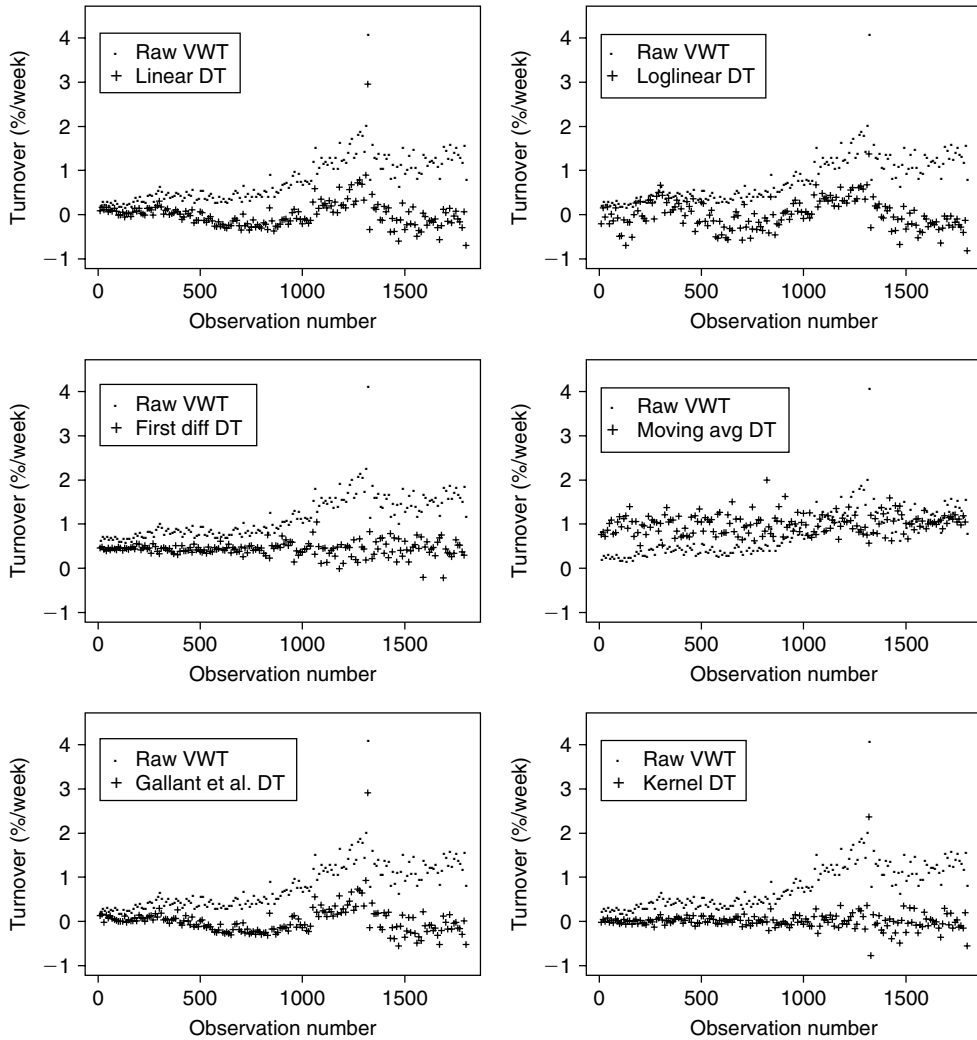 Turnover (%/week)
4
3
2
1
0
−1
. Raw VWT
+ Linear DT
0 500 1000 1500
Observation number
Turnover (%/week)
4
3
2
1
0
−1
. Raw VWT
+ Loglinear DT
0 500 1000 1500
Observation number
Turnover (%/week)
4
3
2
1
0
−1
. Raw VWT
+ First diff DT
0 500 1000 1500
Observation number
Turnover (%/week)
4
3
2
1
0
−1
. Raw VWT
+ Moving avg DT
0 500 1000 1500
Observation number
Turnover (%/week)
4
3
2
1
0
−1
. Raw VWT
+ Gallant et al. DT
0 500 1000 1500
Observation number
Turnover (%/week)
4
3
2
1
0
−1
. Raw VWT
+ Kernel DT
0 500 1000 1500
Observation number